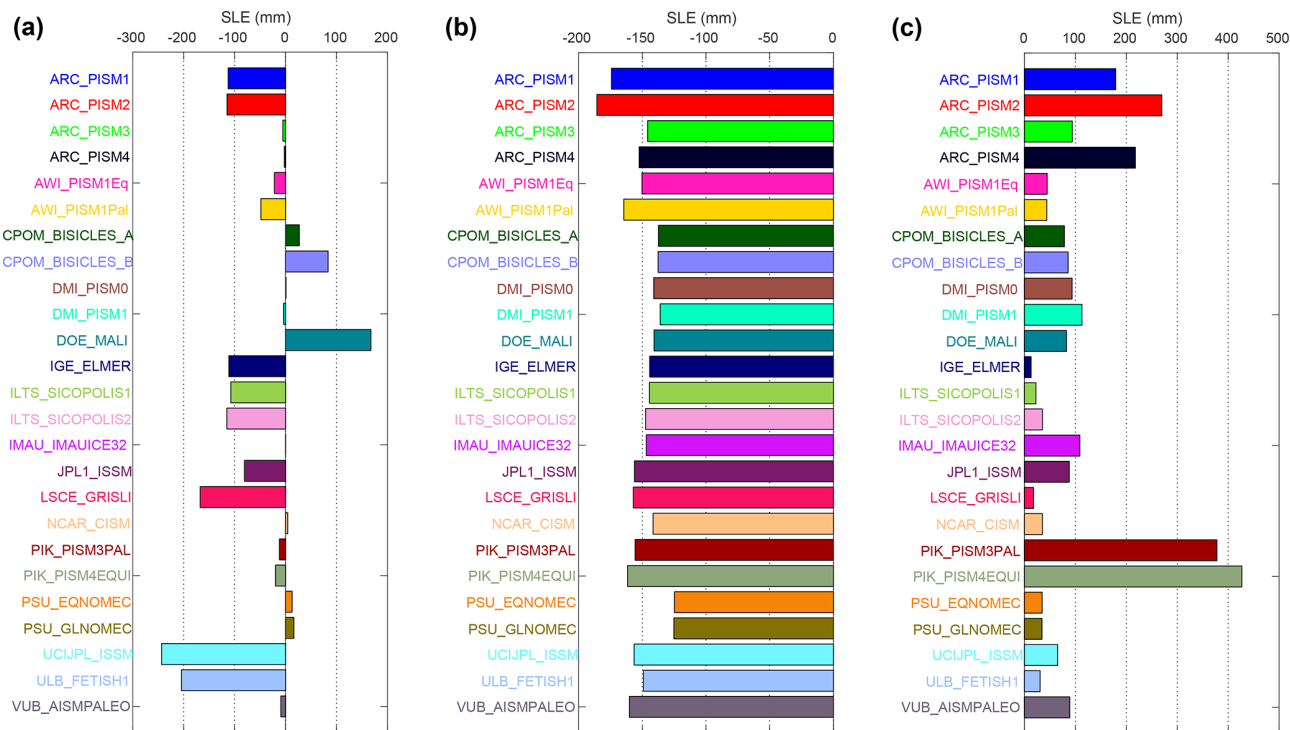 (a)
SLE (mm)
-300 -200 -100 0 100 200
ARC_PISM1
ARC_PISM2
ARC_PISM3
ARC_PISM4
AWI_PISM1Eq
AWI_PISM1Pal
CPOM_BISICLES_A
CPOM_BISICLES_B
DMI_PISM0
DMI_PISM1
DOE_MALI
IGE_ELMER
ILTS_SICOPOLIS1
ILTS_SICOPOLIS2
IMAU_IMAUICE32
JPL1_ISSM
LSCE_GRISLI
NCAR_CISM
PIK_PISM3PAL
PIK_PISM4EQUI
PSU_EQNOMEC
PSU_GLNOMEC
UCIJPL_ISSM
ULB_FETISH1
VUB_AISMPALEO
(b)
SLE (mm)
-200 -150 -100 -50 0
ARC_PISM1
ARC_PISM2
ARC_PISM3
ARC_PISM4
AWI_PISM1Eq
AWI_PISM1Pal
CPOM_BISICLES_A
CPOM_BISICLES_B
DMI_PISM0
DMI_PISM1
DOE_MALI
IGE_ELMER
ILTS_SICOPOLIS1
ILTS_SICOPOLIS2
IMAU_IMAUICE32
JPL1_ISSM
LSCE_GRISLI
NCAR_CISM
PIK_PISM3PAL
PIK_PISM4EQUI
PSU_EQNOMEC
PSU_GLNOMEC
UCIJPL_ISSM
ULB_FETISH1
VUB_AISMPALEO
(c)
SLE (mm)
0 100 200 300 400 500
ARC_PISM1
ARC_PISM2
ARC_PISM3
ARC_PISM4
AWI_PISM1Eq
AWI_PISM1Pal
CPOM_BISICLES_A
CPOM_BISICLES_B
DMI_PISM0
DMI_PISM1
DOE_MALI
IGE_ELMER
ILTS_SICOPOLIS1
ILTS_SICOPOLIS2
IMAU_IMAUICE32
JPL1_ISSM
LSCE_GRISLI
NCAR_CISM
PIK_PISM3PAL
PIK_PISM4EQUI
PSU_EQNOMEC
PSU_GLNOMEC
UCIJPL_ISSM
ULB_FETISH1
VUB_AISMPALEO